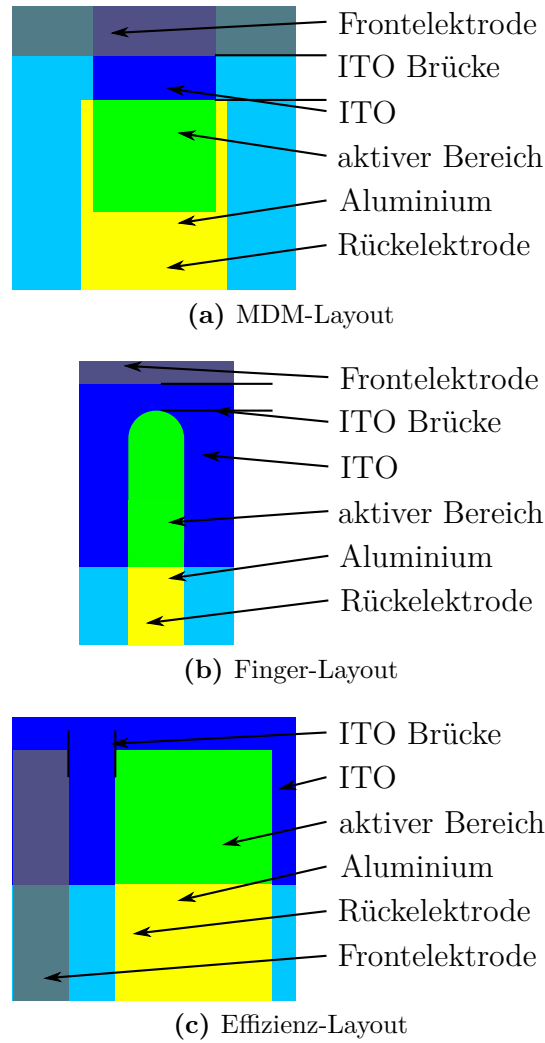 Frontelektrode
ITO Brücke
ITO
aktiver Bereich
Aluminium
Rückelektrode
(a) MDM-Layout
Frontelektrode
ITO Brücke
ITO
aktiver Bereich
Aluminium
Rückelektrode
(b) Finger-Layout
ITO Brücke
ITO
aktiver Bereich
Aluminium
Rückelektrode
Frontelektrode
(c) Effizienz-Layout